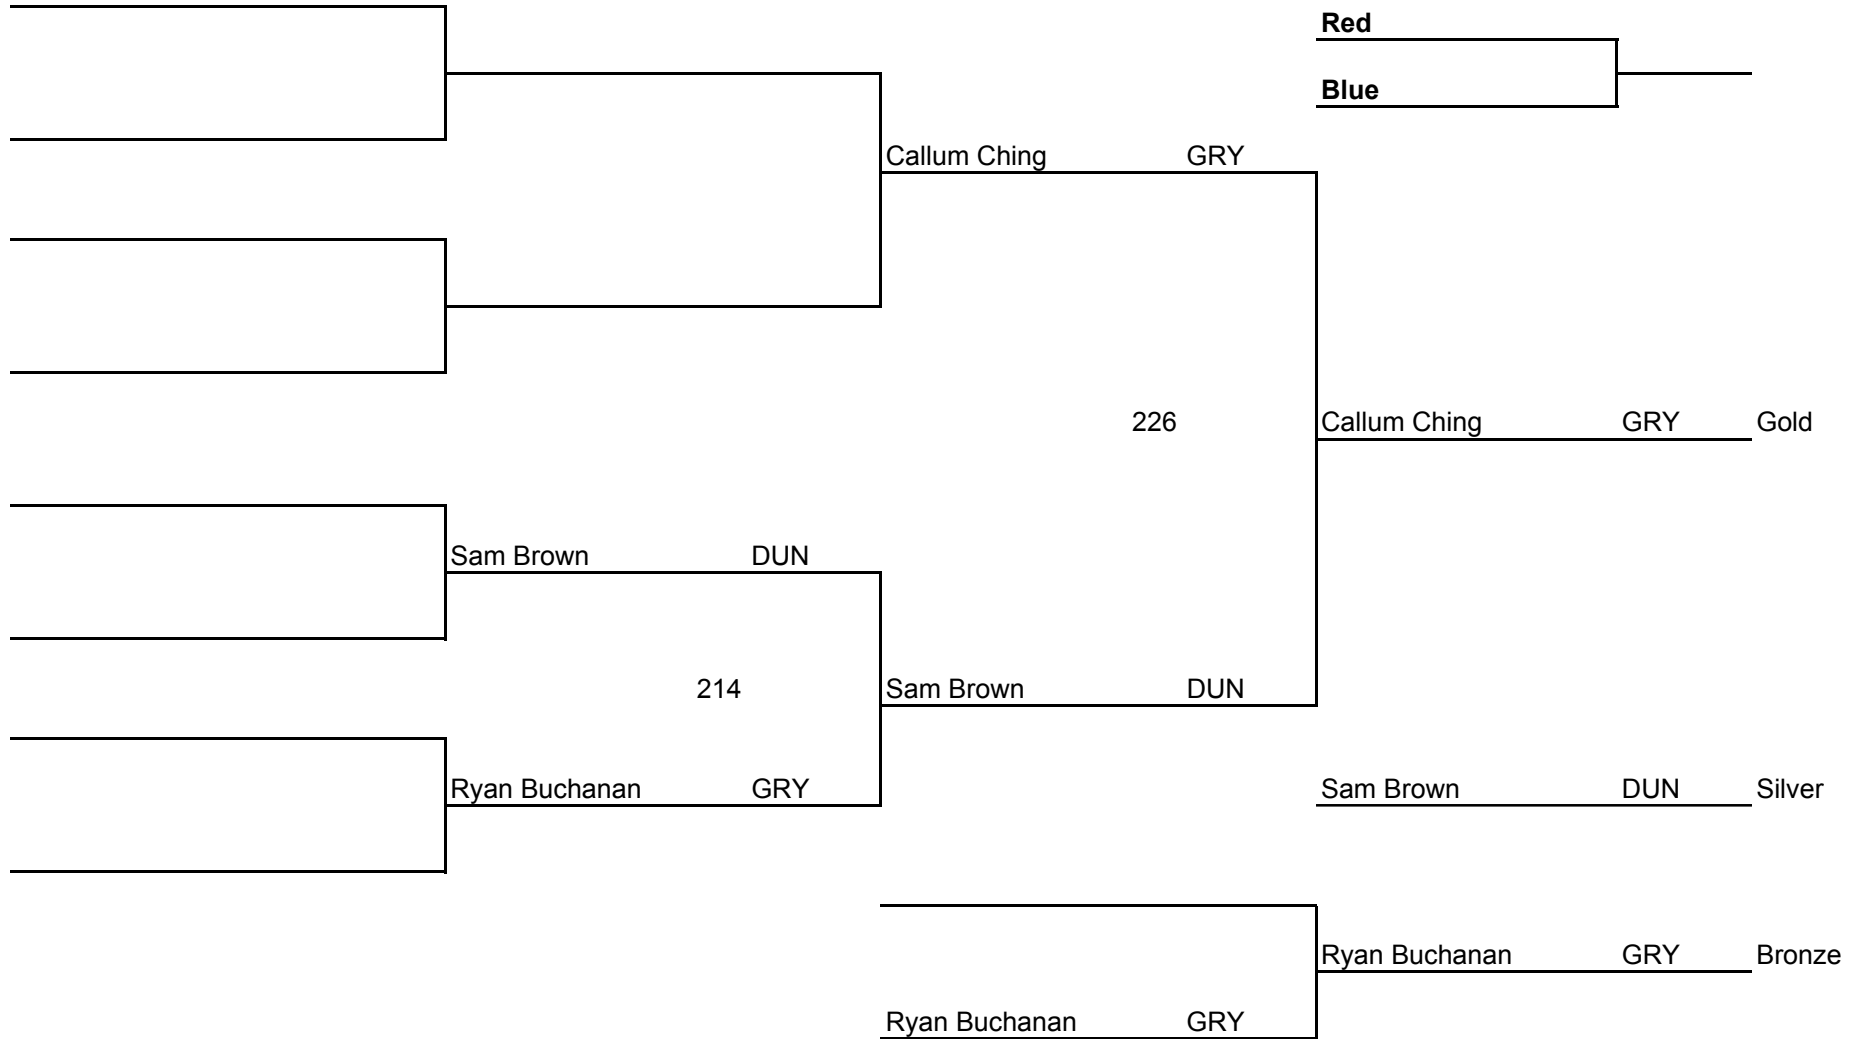 Red
Blue
Callum Ching GRY
226 Callum Ching GRY Gold
Sam Brown DUN
214 Sam Brown DUN
Ryan Buchanan GRY Sam Brown DUN Silver
Ryan Buchanan GRY Bronze
Ryan Buchanan GRY